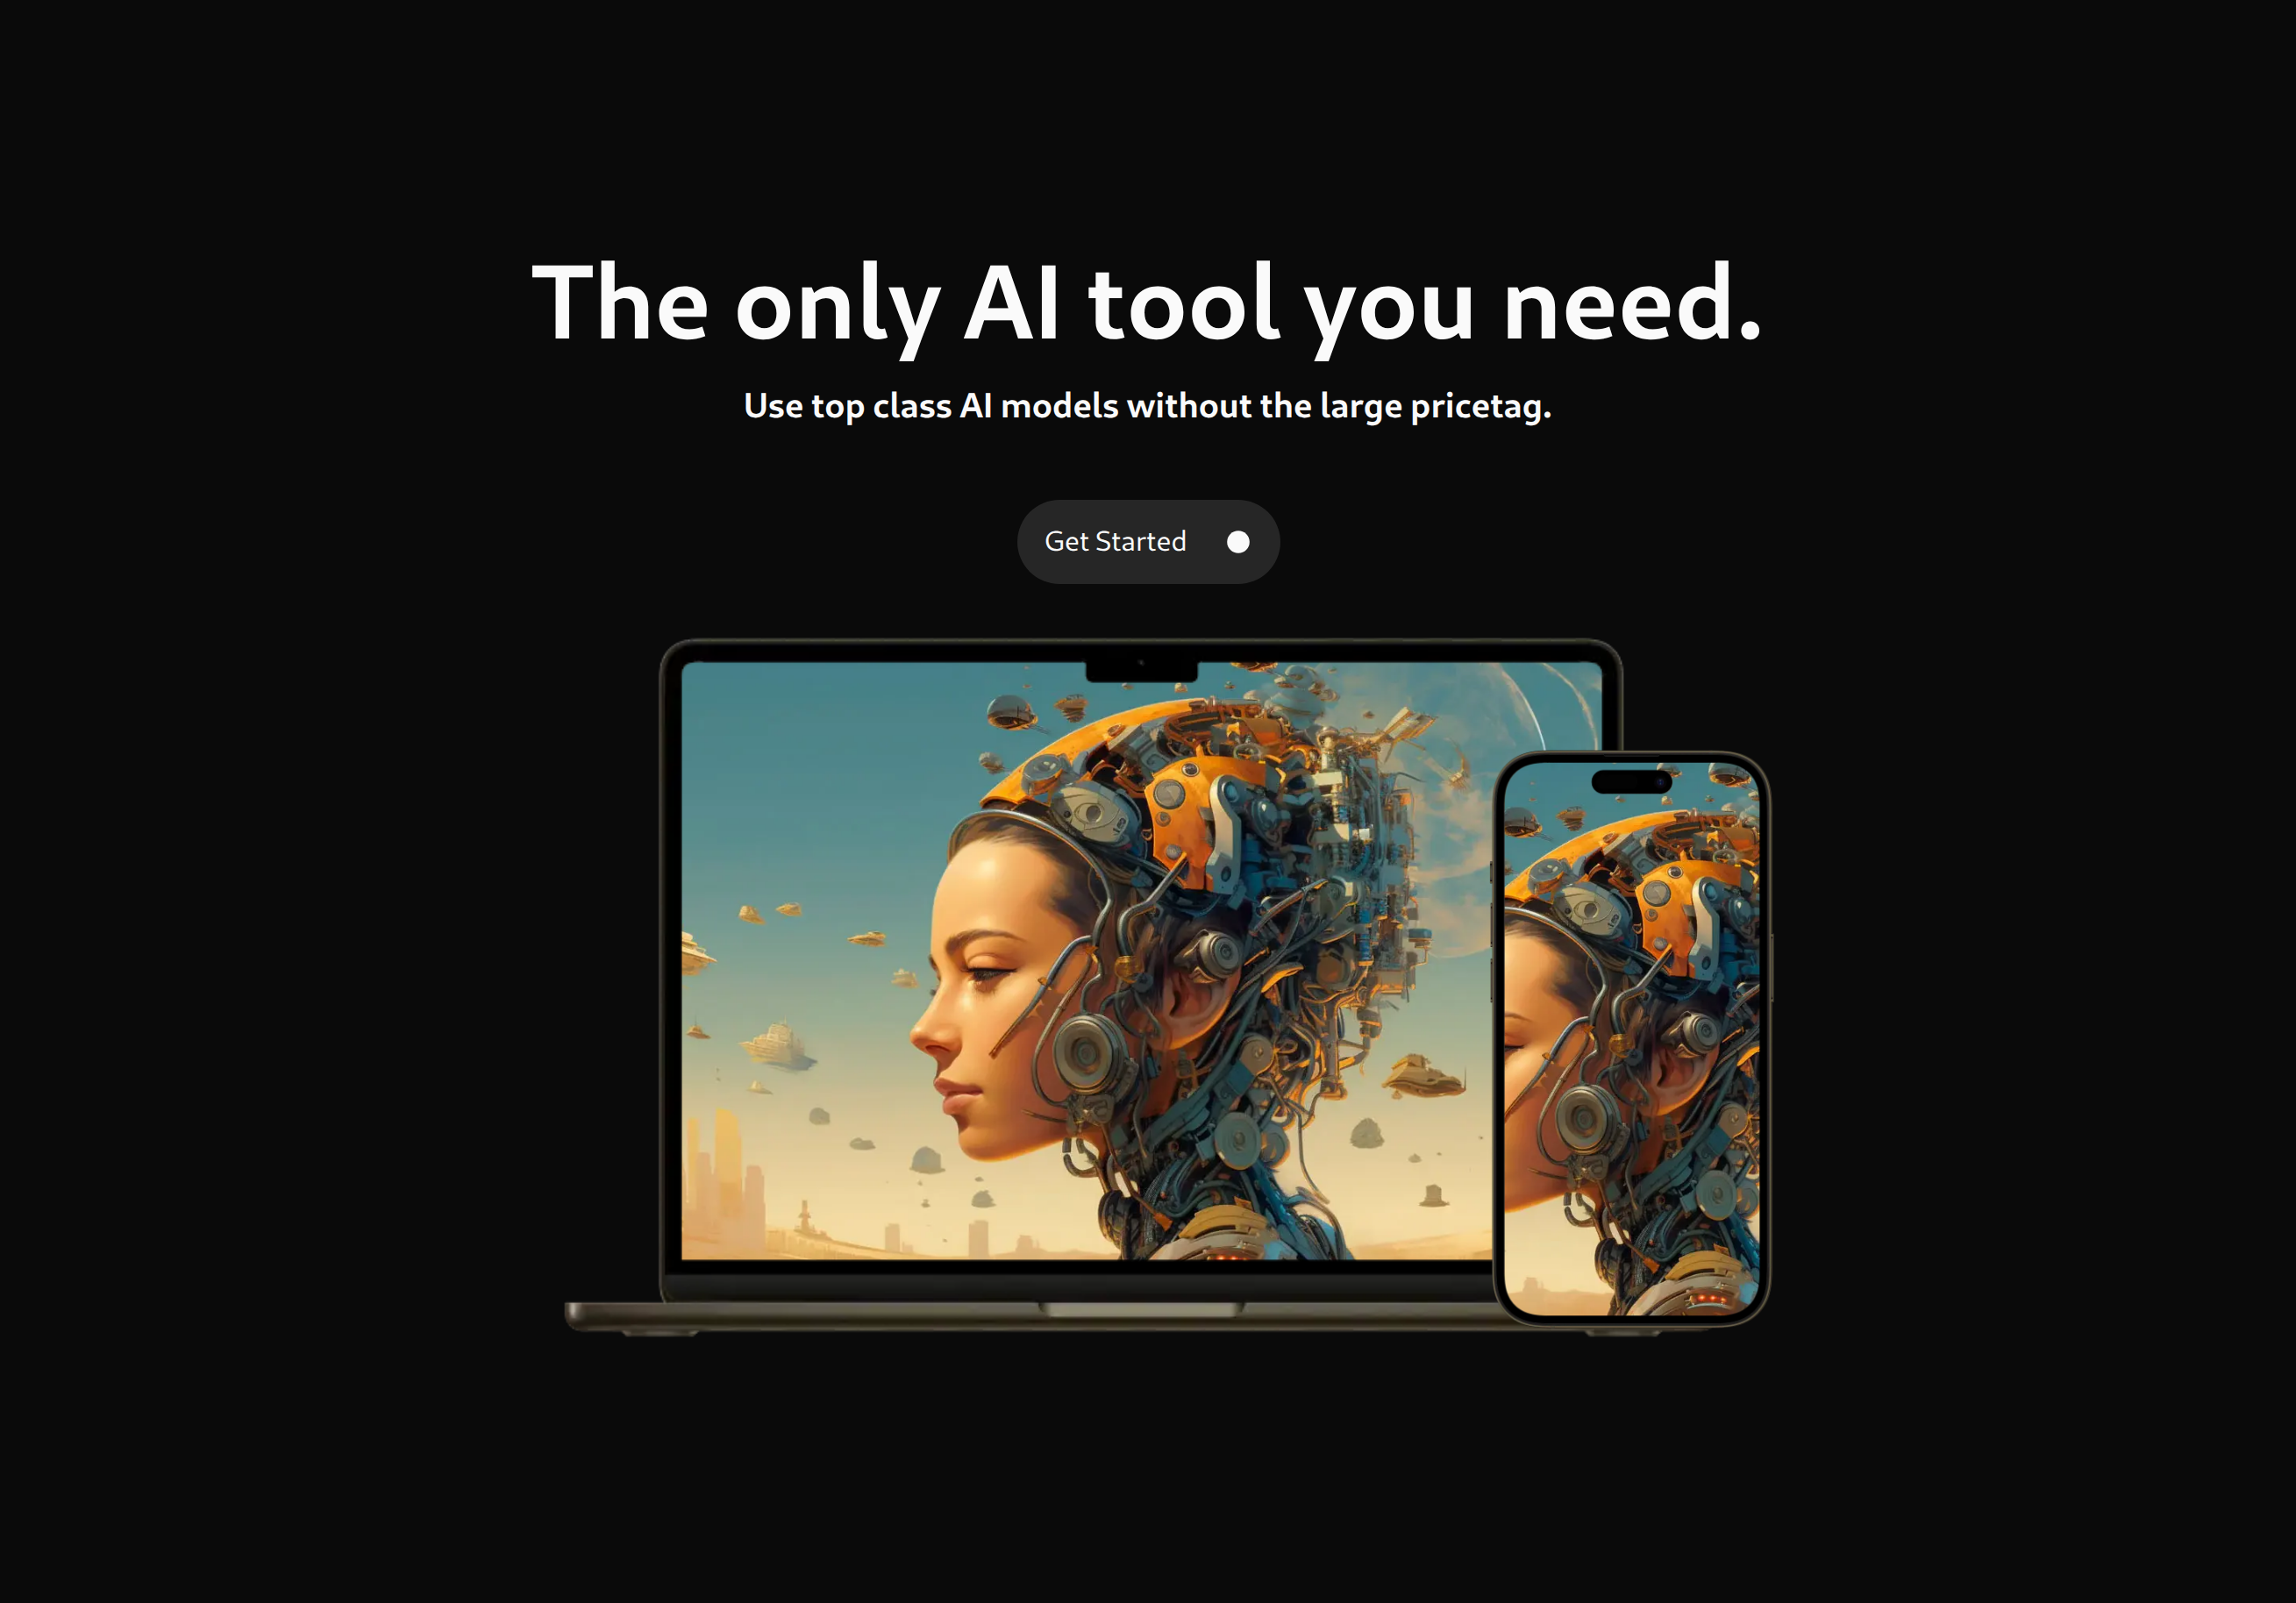 The only AI tool you need.
Use top class AI models without the large pricetag.
Get Started